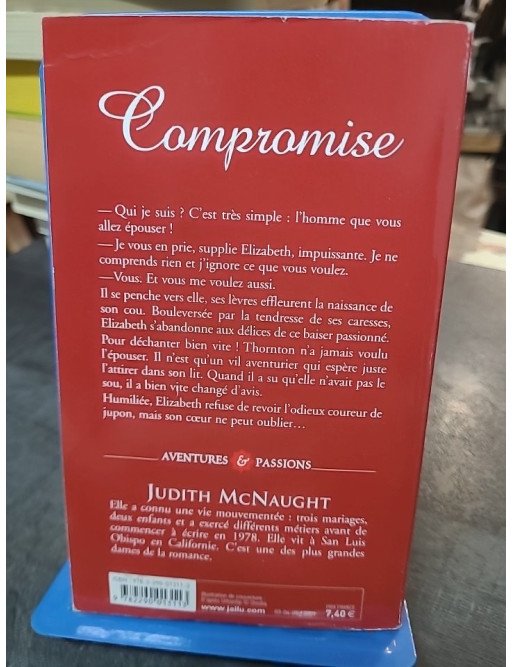 Compromise
— Qui je suis ? C'est très simple : l'homme que vous
allez épouser !
— Je vous en prie, supplie Elizabeth, impuissante. Je ne
comprends rien et j'ignore ce que vous voulez.
—Vous. Et vous me voulez aussi.
Il se penche vers elle, ses lèvres effleurent la naissance de
son cou. Bouleversée par la tendresse de ses caresses,
Elizabeth s'abandonne aux délices de ce baiser passionné.
Pour déchanter bien vite ! Thornton n'a jamais voulu
l'épouser. Il n'est qu'un vil aventurier qui espère juste
l'attirer dans son lit. Quand il a su qu'elle n'avait pas le
sou, il a bien vite changé d'avis.
Humiliée, Elizabeth refuse de revoir l'odieux coureur de
jupon, mais son cœur ne peut oublier…
AVENTURES & PASSIONS
JUDITH MCNAUGHT
Elle a connu une vie mouvementée : trois mariages,
deux enfants et a exercé différents métiers avant de
commencer à écrire en 1978. Elle vit à San Luis
Obispo en Californie. C'est une des plus grandes
dames de la romance.
www.jailu.com
7,40 €